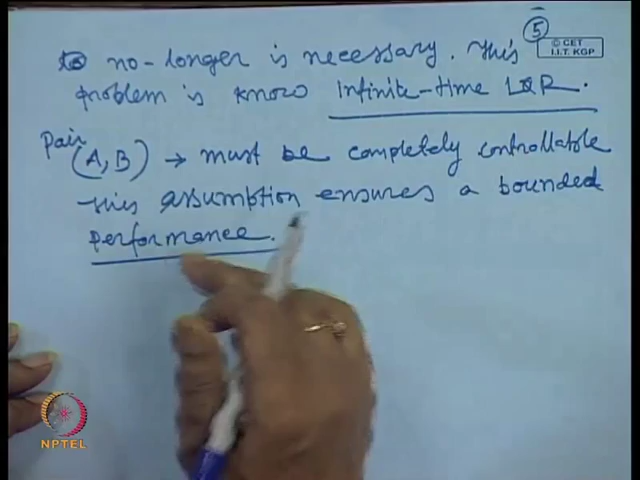 5
© CET
I.I.T. KGP
no-longer is necessary. This
problem is know infinite-time LQR.
Pair
(A, B) → must be completely controllable
this assumption ensures a bounded
performance.
NPTEL